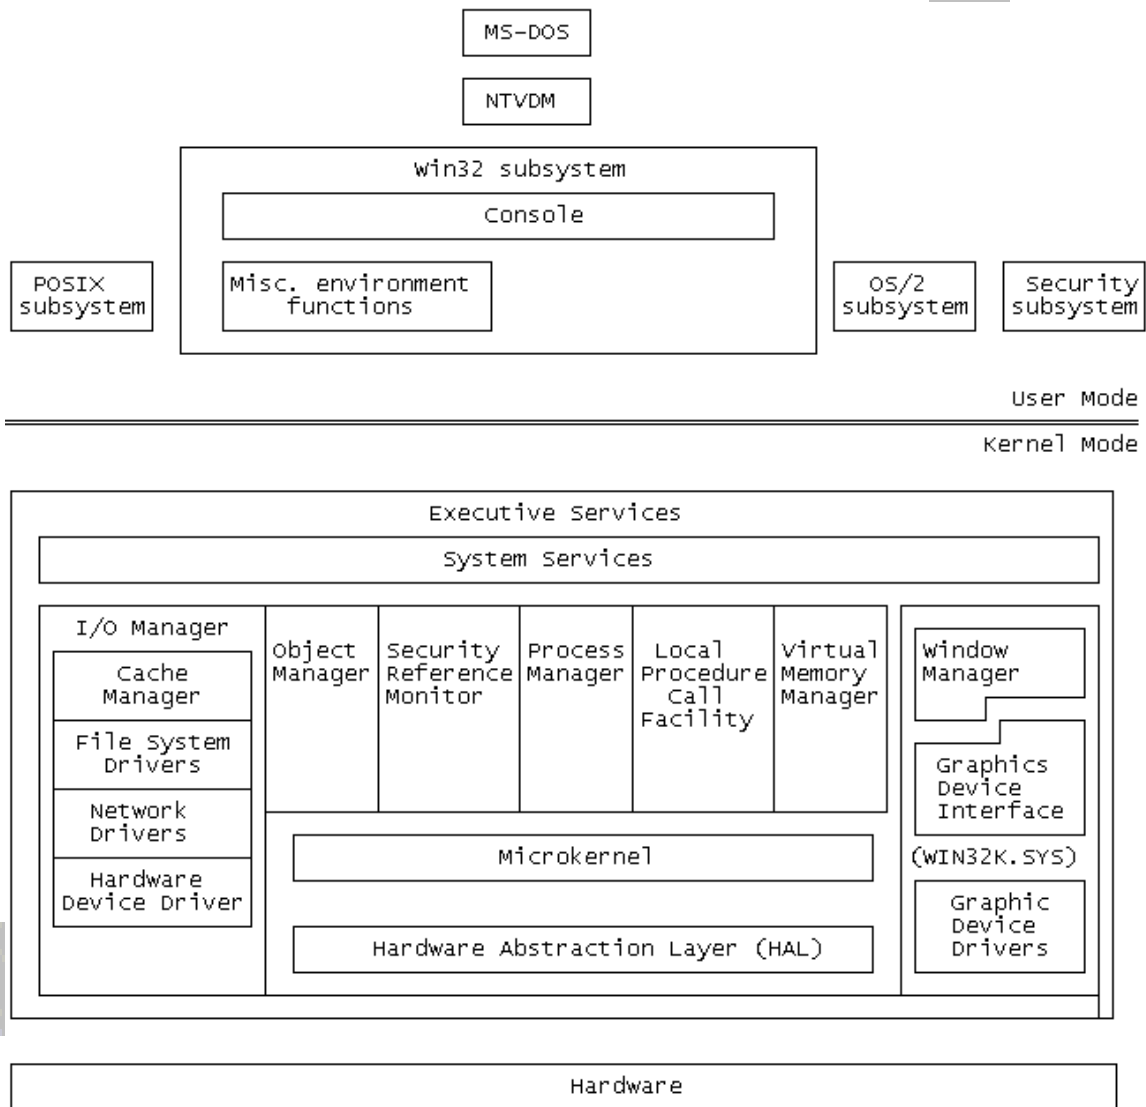 MS-DOS
NTVDM
Win32 subsystem
Console
POSIX
subsystem
Misc. environment
functions
OS/2
subsystem
Security
subsystem
User Mode
Kernel Mode
Executive Services
System Services
I/O Manager
Cache
Manager
File System
Drivers
Network
Drivers
Hardware
Device Driver
Object
Manager
Security
Reference
Monitor
Process
Manager
Local
Procedure
Call
Facility
Virtual
Memory
Manager
Window
Manager
Graphics
Device
Interface
(WIN32K.SYS)
Graphic
Device
Drivers
Microkernel
Hardware Abstraction Layer (HAL)
Hardware